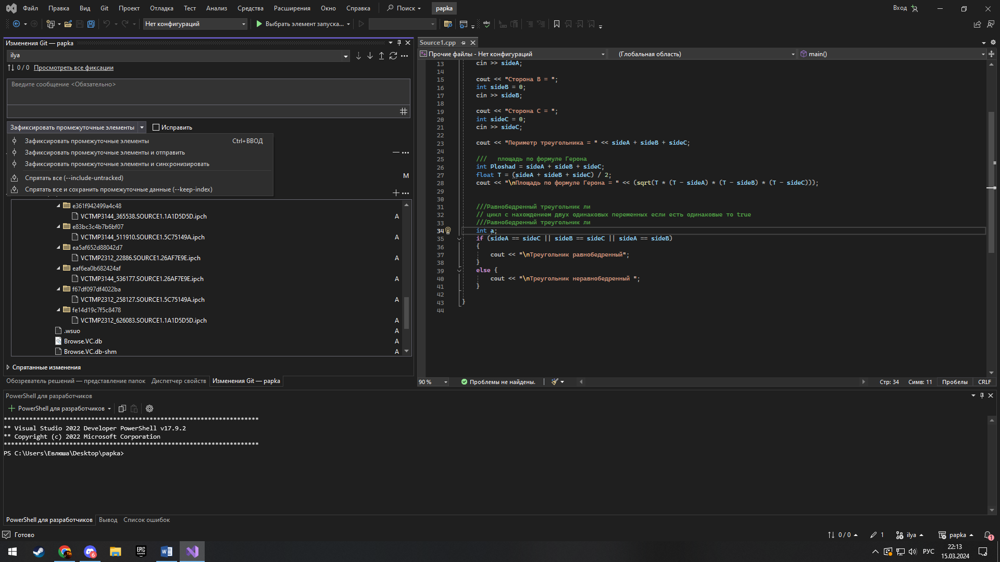 Файл Правка Вид Git Проект Отладка Тест Анализ Средства Расширения Окно Справка Поиск papka Вход
Нет конфигураций Выбрать элемент запуска...
Изменения Git — papka
ilya
0 / 0 Просмотреть все фиксации
Введите сообщение <Обязательно>
Зафиксировать промежуточные элементы Исправить
Зафиксировать промежуточные элементы Ctrl+ВВОД
Зафиксировать промежуточные элементы и отправить
Зафиксировать промежуточные элементы и синхронизировать
Спрятать все (--include-untracked)
M
Спрятать все и сохранить промежуточные данные (--keep-index)
e361f942499a4c48
VCTMP3144_365538.SOURCE1.1A1D5D5D.ipch A
e83bc3c4b7b6bf07
VCTMP3144_511910.SOURCE1.5C75149A.ipch A
ea5af652d88042d7
VCTMP2312_22886.SOURCE1.26AF7E9E.ipch A
eaf6ea0b682424af
VCTMP3144_536177.SOURCE1.26AF7E9E.ipch A
f67df097df4022ba
VCTMP2312_258127.SOURCE1.5C75149A.ipch A
fe14d19c7f5c8478
VCTMP2312_626083.SOURCE1.1A1D5D5D.ipch A
.wsuo A
Browse.VC.db A
Browse.VC.db-shm A
Спрятанные изменения
Обозреватель решений — представление папок Диспетчер свойств Изменения Git — papka
Source1.cpp
Прочие файлы - Нет конфигураций (Глобальная область) main()
13 cin >> sideA;
14
15 cout << "Сторона B = ";
16 int sideB = 0;
17 cin >> sideB;
18
19 cout << "Сторона C = ";
20 int sideC = 0;
21 cin >> sideC;
22
23 cout << "Периметр треугольника = " << sideA + sideB + sideC;
24
25 /// площадь по формуле Герона
26 int Ploshad = sideA + sideB + sideC;
27 float T = (sideA + sideB + sideC) / 2;
28 cout << "\nПлощадь по формуле Герона = " << (sqrt(T * (T - sideA) * (T - sideB) * (T - sideC)));
29
30
31 ///Равнобедренный треугольник ли
32 // цикл с нахождением двух одинаковых переменных если есть одинаковые то true
33 ///Равнобедренный треугольник ли
34 int a;
35 if (sideA == sideC || sideB == sideC || sideA == sideB)
36 {
37 cout << "\nТреугольник равнобедренный";
38 }
39 else {
40 cout << "\nТреугольник неравнобедренный ";
41 }
42
43 }
44
90 % Проблемы не найдены. Стр: 34 Симв: 11 Пробелы CRLF
PowerShell для разработчиков
PowerShell для разработчиков
**********************************************************************
** Visual Studio 2022 Developer PowerShell v17.9.2
** Copyright (c) 2022 Microsoft Corporation
**********************************************************************
PS C:\Users\Евлюша\Desktop\papka>
PowerShell для разработчиков Вывод Список ошибок
Готово 0 / 0 1 ilya papka 1
EPIC GAMES 6 РУС 22:13
15.03.2024